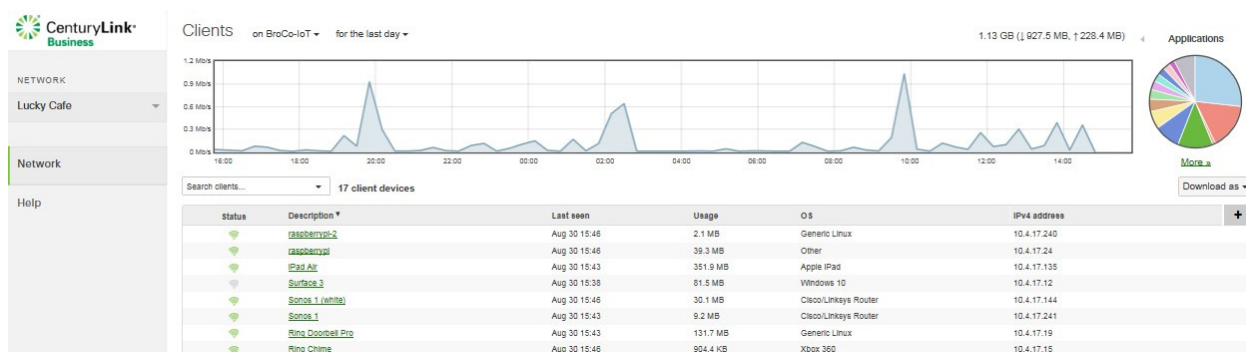 CenturyLink®
Business
Clients on BroCo-IoT for the last day
1.13 GB (↓ 927.5 MB, ↑ 228.4 MB)
Applications
NETWORK
Lucky Cafe
Network
Help
1.2 Mb/s
0.9 Mb/s
0.6 Mb/s
0.3 Mb/s
0 Mb/s
16:00 18:00 20:00 22:00 00:00 02:00 04:00 06:00 08:00 10:00 12:00 14:00
More »
Search clients... 17 client devices Download as
Status Description Last seen Usage OS IPv4 address +
raspberrypi-2 Aug 30 15:46 2.1 MB Generic Linux 10.4.17.240
raspberrypi Aug 30 15:46 39.3 MB Other 10.4.17.24
iPad Air Aug 30 15:43 351.9 MB Apple iPad 10.4.17.135
Surface 3 Aug 30 15:38 81.5 MB Windows 10 10.4.17.12
Sonos 1 (white) Aug 30 15:46 30.1 MB Cisco/Linksys Router 10.4.17.144
Sonos 1 Aug 30 15:43 9.2 MB Cisco/Linksys Router 10.4.17.241
Ring Doorbell Pro Aug 30 15:43 131.7 MB Generic Linux 10.4.17.19
Ring Chime Aug 30 15:46 904.4 KB Xbox 360 10.4.17.15